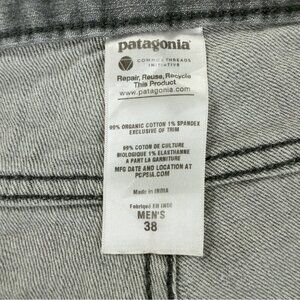 patagonia
COMMON THREADS
INITIATIVE
Repair, Reuse, Recycle
This Product
www.patagonia.com
99% ORGANIC COTTON 1% SPANDEX
EXCLUSIVE OF TRIM
99% COTON DE CULTURE
BIOLOGIQUE 1% ELASTHANNE
A PART LA GARNITURE
MFG DATE AND LOCATION AT
PCPSIA.COM
Made in INDIA
Fabriqué EN INDE
MEN'S
38